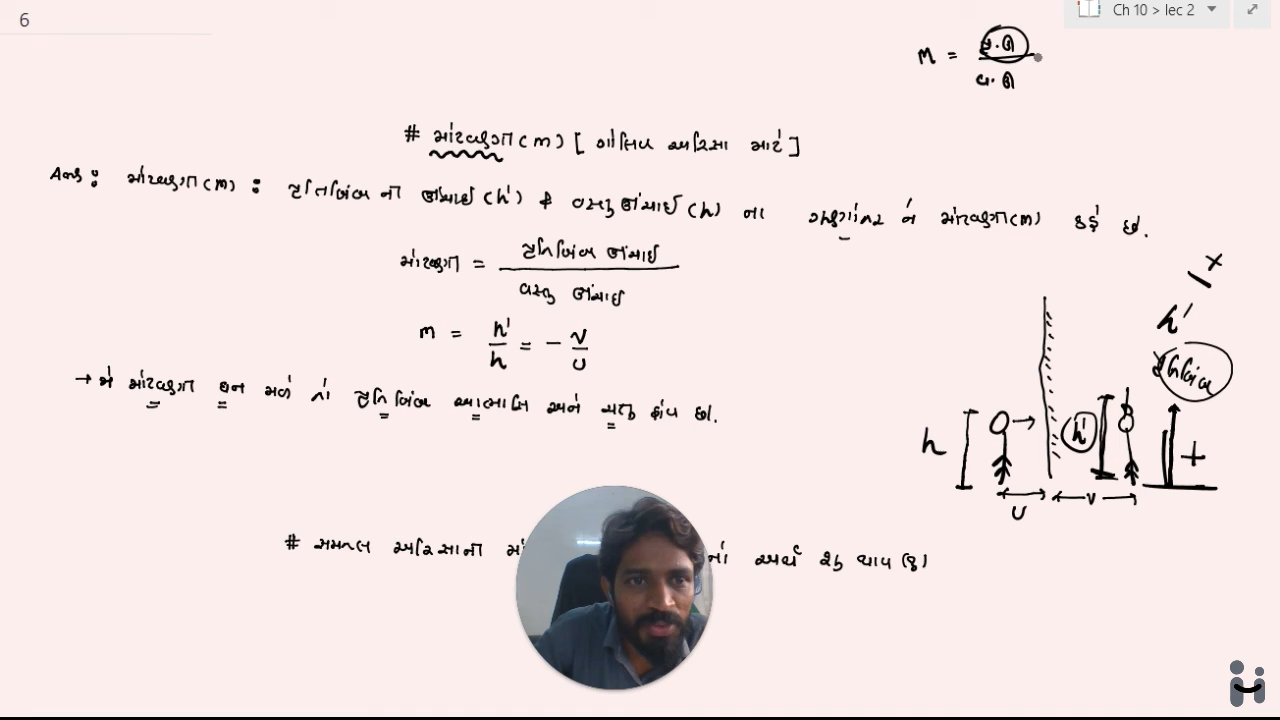 6
Ch 10 > lec 2
m = પ્ર.ઊ / વ.ઊ
# મોટવણી (m) [ ગોલિય અરિસા માટે ]
Ans: મોટવણી (m) : પ્રતિબિંબ ની ઊંચાઈ (h') & વસ્તુ ઊંચાઈ (h) ના ગુણોત્તર ને મોટવણી (m) કહે છે.
મોટવણી = પ્રતિબિંબ ઊંચાઈ / વસ્તુ ઊંચાઈ
m = h' / h = - v / u
→ જો મોટવણી ધન મળે તો પ્રતિબિંબ આભાસિ અને ચત્તુ હોય છે.
+
-
h'
પ્રતિબિંબ
h
h'
+
u
v
# સમતલ અરિસાની અર્થ શુ થાય (?)